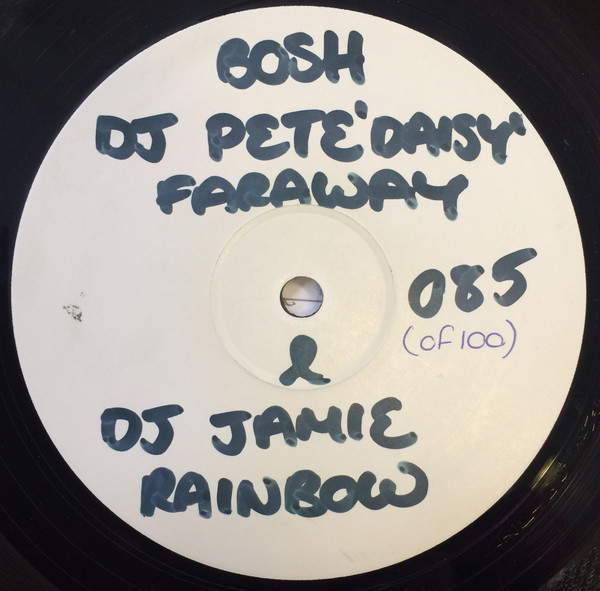 BOSH
DJ PETE 'DAISY'
FARAWAY
085
(of 100)
&
DJ JAMIE
RAINBOW